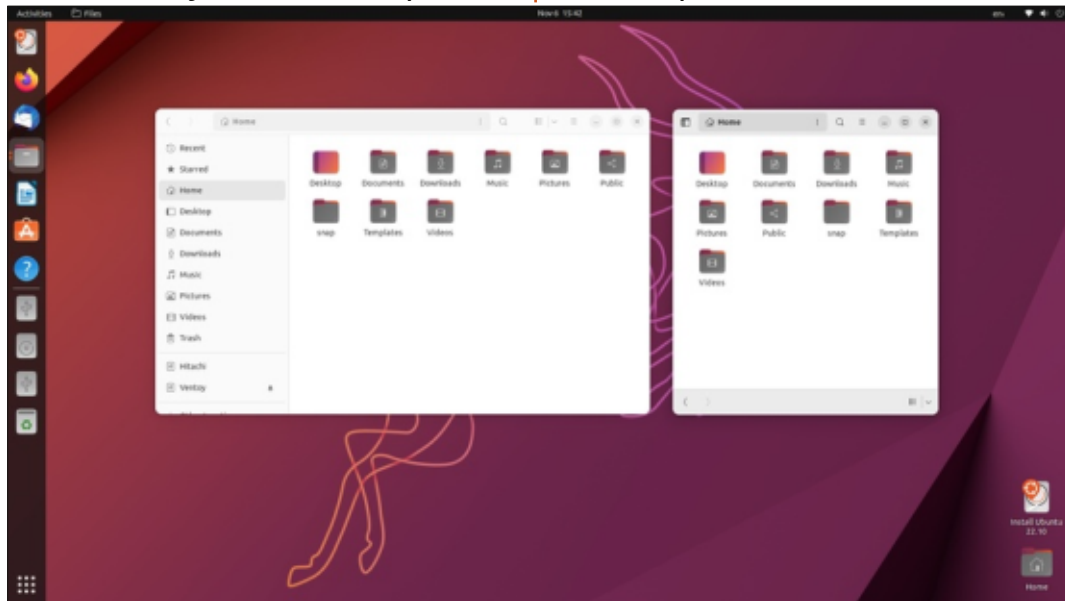 Activities Files Nov 6 15:42 en
Home
Recent
Starred
Home
Desktop
Documents
Downloads
Music
Pictures
Videos
Trash
Hitachi
Ventoy
Desktop Documents Downloads Music Pictures Public
snap Templates Videos
Home
Desktop Documents Downloads Music
Pictures Public snap Templates
Videos
Install Ubuntu
22.10
Home